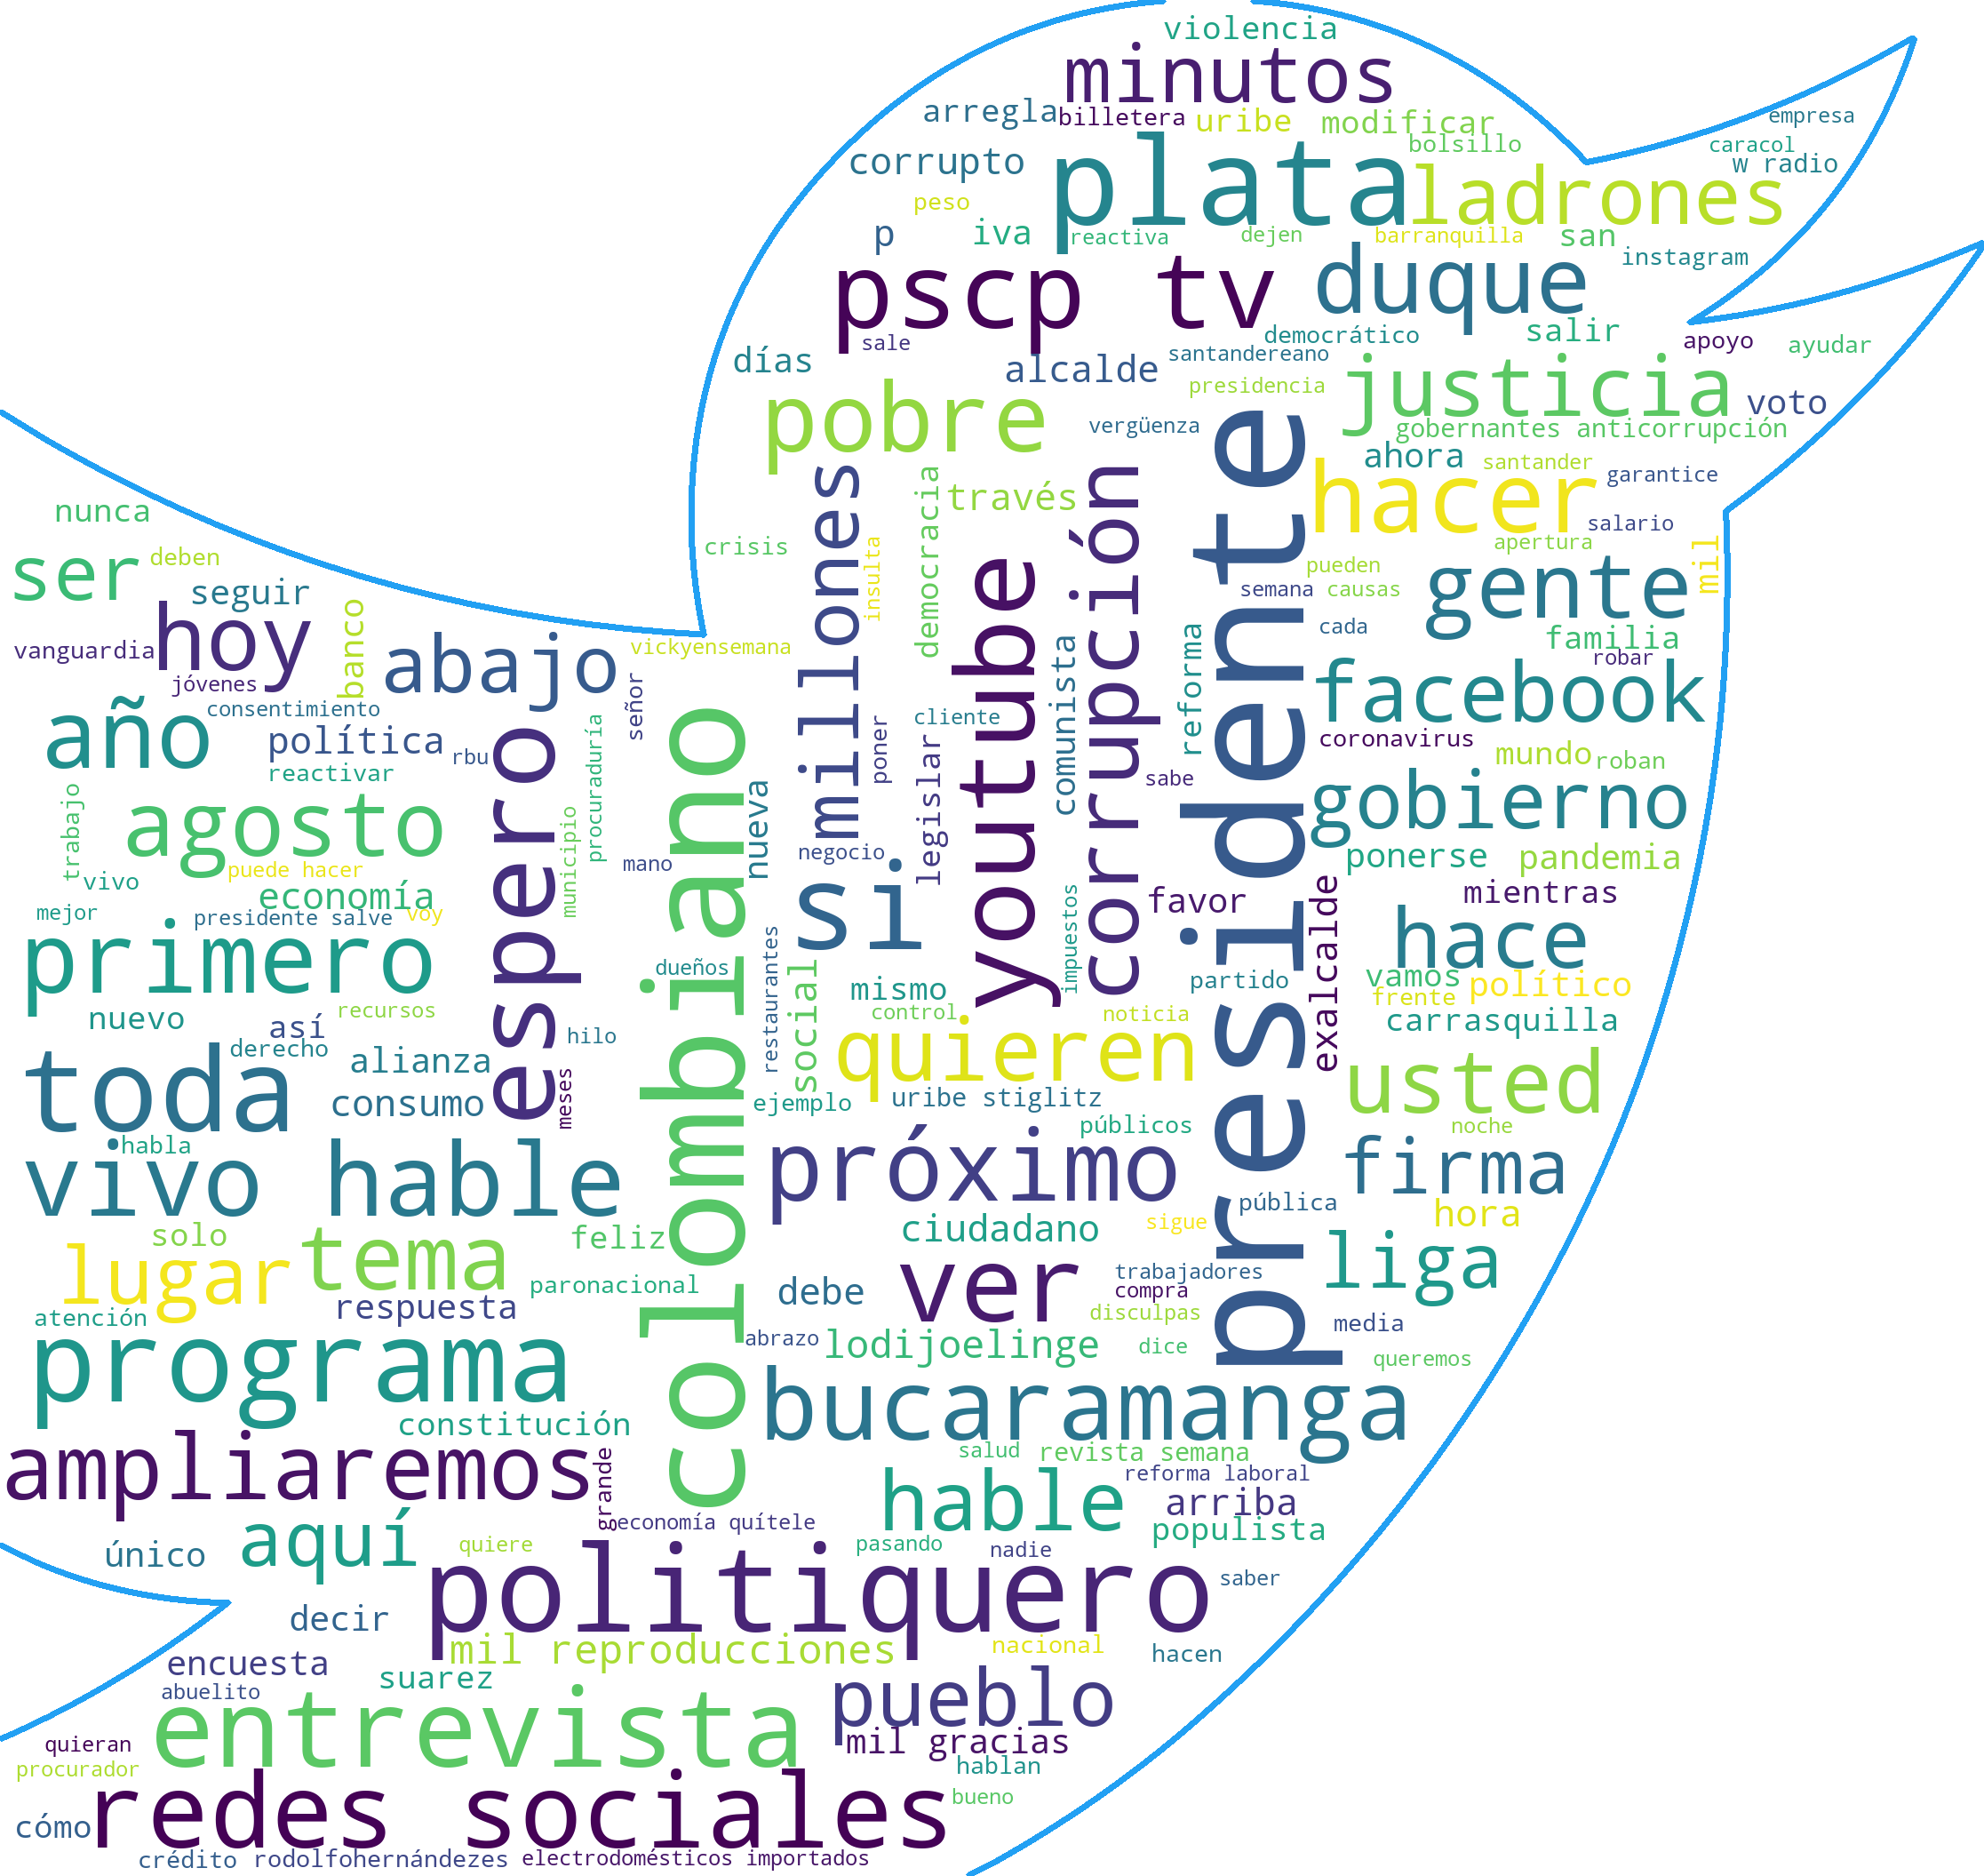 violencia
minutos
arregla
billetera
uribe
modificar
empresa
corrupto
plata
bolsillo
caracol
w radio
ladrones
peso
p
iva
reactiva
dejen
barranquilla
san
instagram
pscp tv
duque
sale
democrático
salir
apoyo
ayudar
días
alcalde
santandereano
presidencia
justicia
voto
pobre
vergüenza
gobernantes anticorrupción
ahora
santander
garantice
hacer
salario
nunca
millones
democracia
través
corrupción
presidente
apertura
mil
ser
deben
crisis
insulta
youtube
pueden
gente
seguir
semana
causas
hoy
banco
cada
familia
vanguardia
abajo
vickyensemana
comunista
reforma
robar
jóvenes
señor
facebook
año
consentimiento
colombiano
cliente
política
rbu
espero
procuraduría
poner
legislar
coronavirus
mundo
roban
reactivar
trabajo
nueva
sabe
gobierno
agosto
municipio
mano
negocio
ponerse
pandemia
puede hacer
vivo
economía
si
impuestos
favor
exalcalde
mientras
mejor
presidente salve
voy
hace
primero
restaurantes
dueños
social
mismo
partido
vamos
político
recursos
control
noticia
frente
nuevo
así
hilo
carrasquilla
derecho
alianza
quieren
toda
consumo
meses
ejemplo
uribe stiglitz
usted
habla
públicos
noche
vivo
hable
próximo
firma
solo
feliz
ciudadano
sigue
pública
hora
lugar
tema
paronacional
debe
ver
trabajadores
compra
liga
atención
respuesta
disculpas
media
programa
abrazo
lodijoelinge
dice
queremos
constitución
bucaramanga
ampliaremos
grande
salud
revista semana
hable
reforma laboral
arriba
aquí
economía quítele
populista
único
quiere
pasando
nadie
politiquero
saber
decir
mil reproducciones
nacional
hacen
encuesta
suarez
abuelito
entrevista
pueblo
quieran
mil gracias
procurador
hablan
redes sociales
bueno
cómo
crédito
rodolfohernándezes
electrodomésticos importados